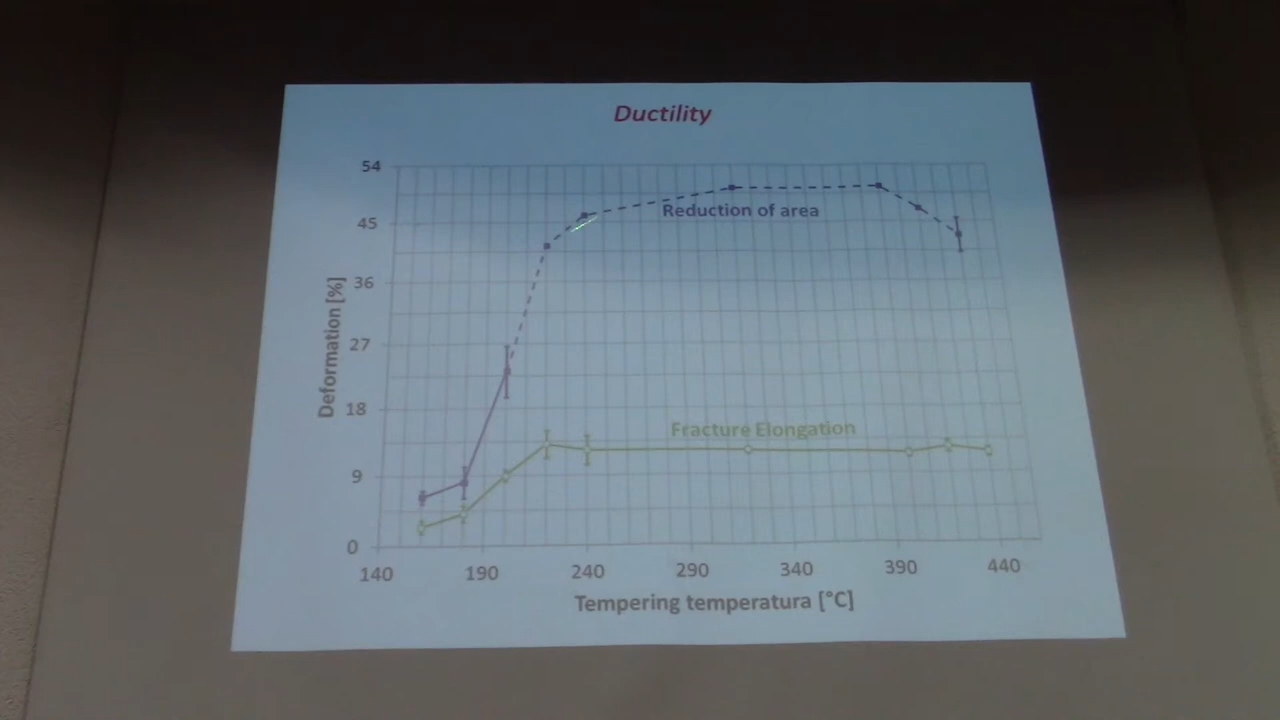 Ductility
54
45
36
27
18
9
0
Deformation [%]
Reduction of area
Fracture Elongation
140 190 240 290 340 390 440
Tempering temperatura [°C]